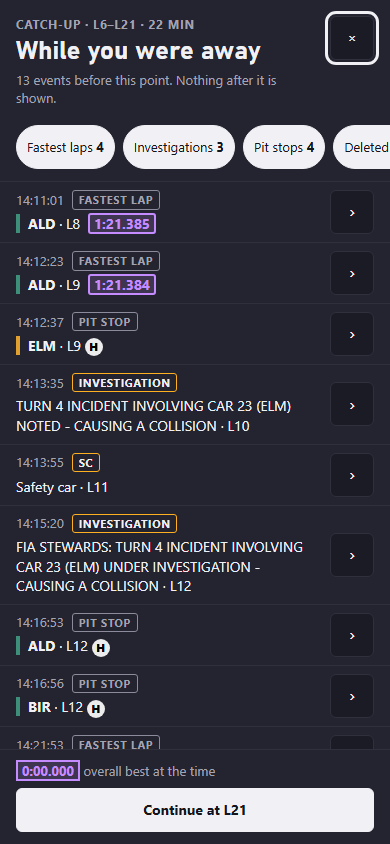 CATCH-UP · L6–L21 · 22 MIN
While you were away
×
13 events before this point. Nothing after it is
shown.
Fastest laps 4
Investigations 3
Pit stops 4
Deleted
14:11:01 FASTEST LAP
ALD · L8 1:21.385
›
14:12:23 FASTEST LAP
ALD · L9 1:21.384
›
14:12:37 PIT STOP
ELM · L9 H
›
14:13:35 INVESTIGATION
TURN 4 INCIDENT INVOLVING CAR 23 (ELM)
NOTED - CAUSING A COLLISION · L10
›
14:13:55 SC
Safety car · L11
›
14:15:20 INVESTIGATION
FIA STEWARDS: TURN 4 INCIDENT INVOLVING
CAR 23 (ELM) UNDER INVESTIGATION -
CAUSING A COLLISION · L12
›
14:16:53 PIT STOP
ALD · L12 H
›
14:16:56 PIT STOP
BIR · L12 H
›
14:21:53 FASTEST LAP
0:00.000 overall best at the time
Continue at L21